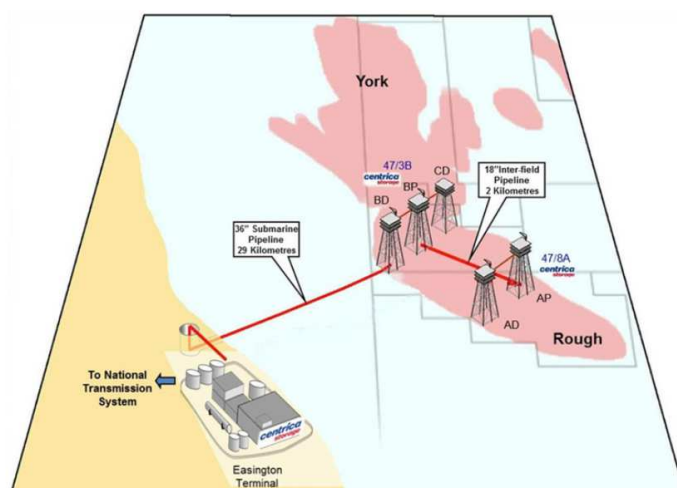 York
47/3B
centrica
storage
CD
BP
BD
18"Inter-field
Pipeline
2 Kilometres
36" Submarine
Pipeline
29 Kilometres
47/8A
centrica
storage
AP
AD
Rough
To National
Transmission
System
centrica
storage
Easington
Terminal